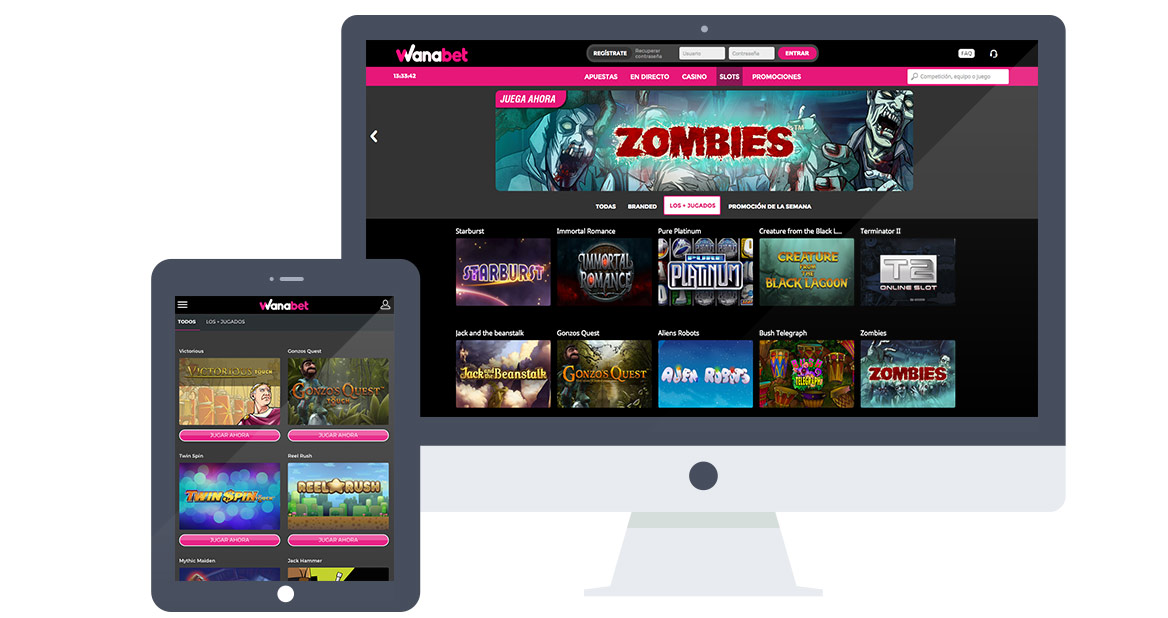 Wanabet
REGÍSTRATE
Recuperar
contraseña
Usuario
Contraseña
ENTRAR
FAQ
13:33:42
APUESTAS
EN DIRECTO
CASINO
SLOTS
PROMOCIONES
Competición, equipo o juego
JUEGA AHORA
ZOMBIES™
TODAS
BRANDED
LOS + JUGADOS
PROMOCIÓN DE LA SEMANA
Starburst
Immortal Romance
Pure Platinum
Creature from the Black L...
Terminator II
STARBURST
IMMORTAL
ROMANCE
PURE
PLATINUM
CREATURE
FROM
THE
BLACK LAGOON
T2
ONLINE SLOT
Jack and the beanstalk
Gonzos Quest
Aliens Robots
Bush Telegraph
Zombies
Jack and the Beanstalk
GONZO'S QUEST
ALIEN ROBOTS
BUSH
TELEGRAPH
ZOMBIES
Wanabet
TODOS
LOS + JUGADOS
Victorious
Gonzos Quest
VICTORIOUS TOUCH
GONZO'S QUEST
TOUCH
JUGAR AHORA
JUGAR AHORA
Twin Spin
Reel Rush
TWIN SPIN
REEL RUSH
JUGAR AHORA
JUGAR AHORA
Mythic Maiden
Jack Hammer